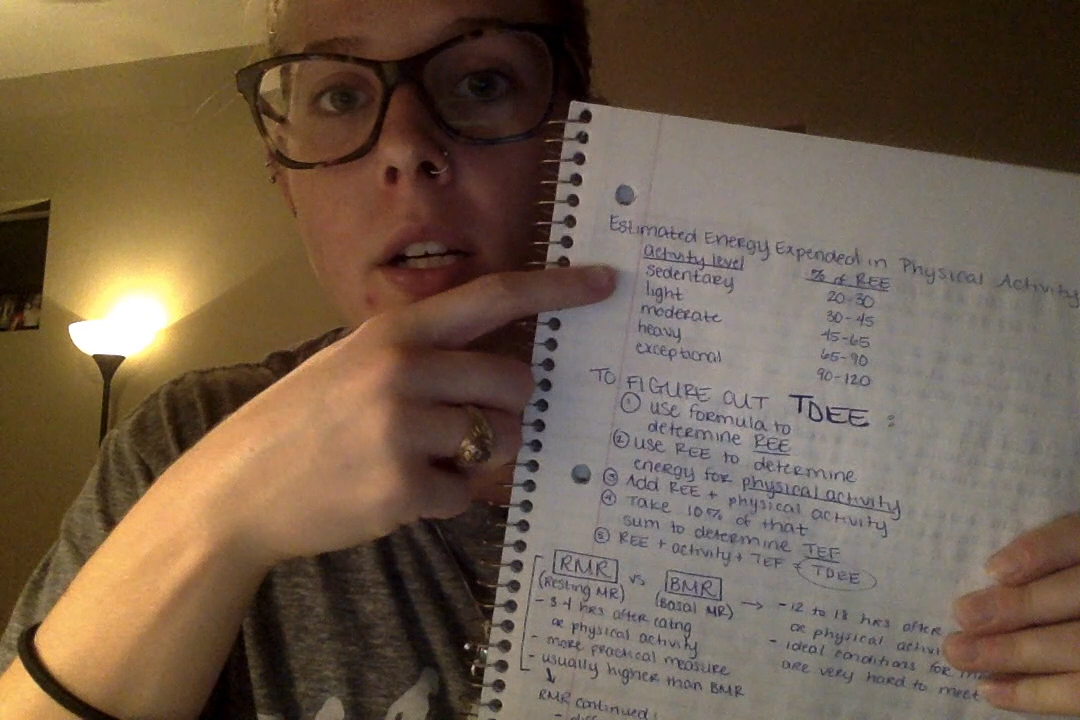 Estimated Energy Expended in Physical Activity
activity level % of REE
sedentary 20-30
light 30-45
moderate 45-65
heavy 65-90
exceptional 90-120
TO FIGURE OUT TDEE :
① use formula to
determine REE
② use REE to determine
energy for physical activity
③ Add REE + physical activity
④ Take 10% of that
sum to determine TEF
⑤ REE + activity + TEF = TDEE
RMR vs BMR
(Resting MR) (Basal MR) →
- 3-4 hrs after eating
or physical activity
- more practical measure
- usually higher than BMR
- 12 to 18 hrs after
or physical
- ideal conditions for
are very hard to meet
RMR continued: